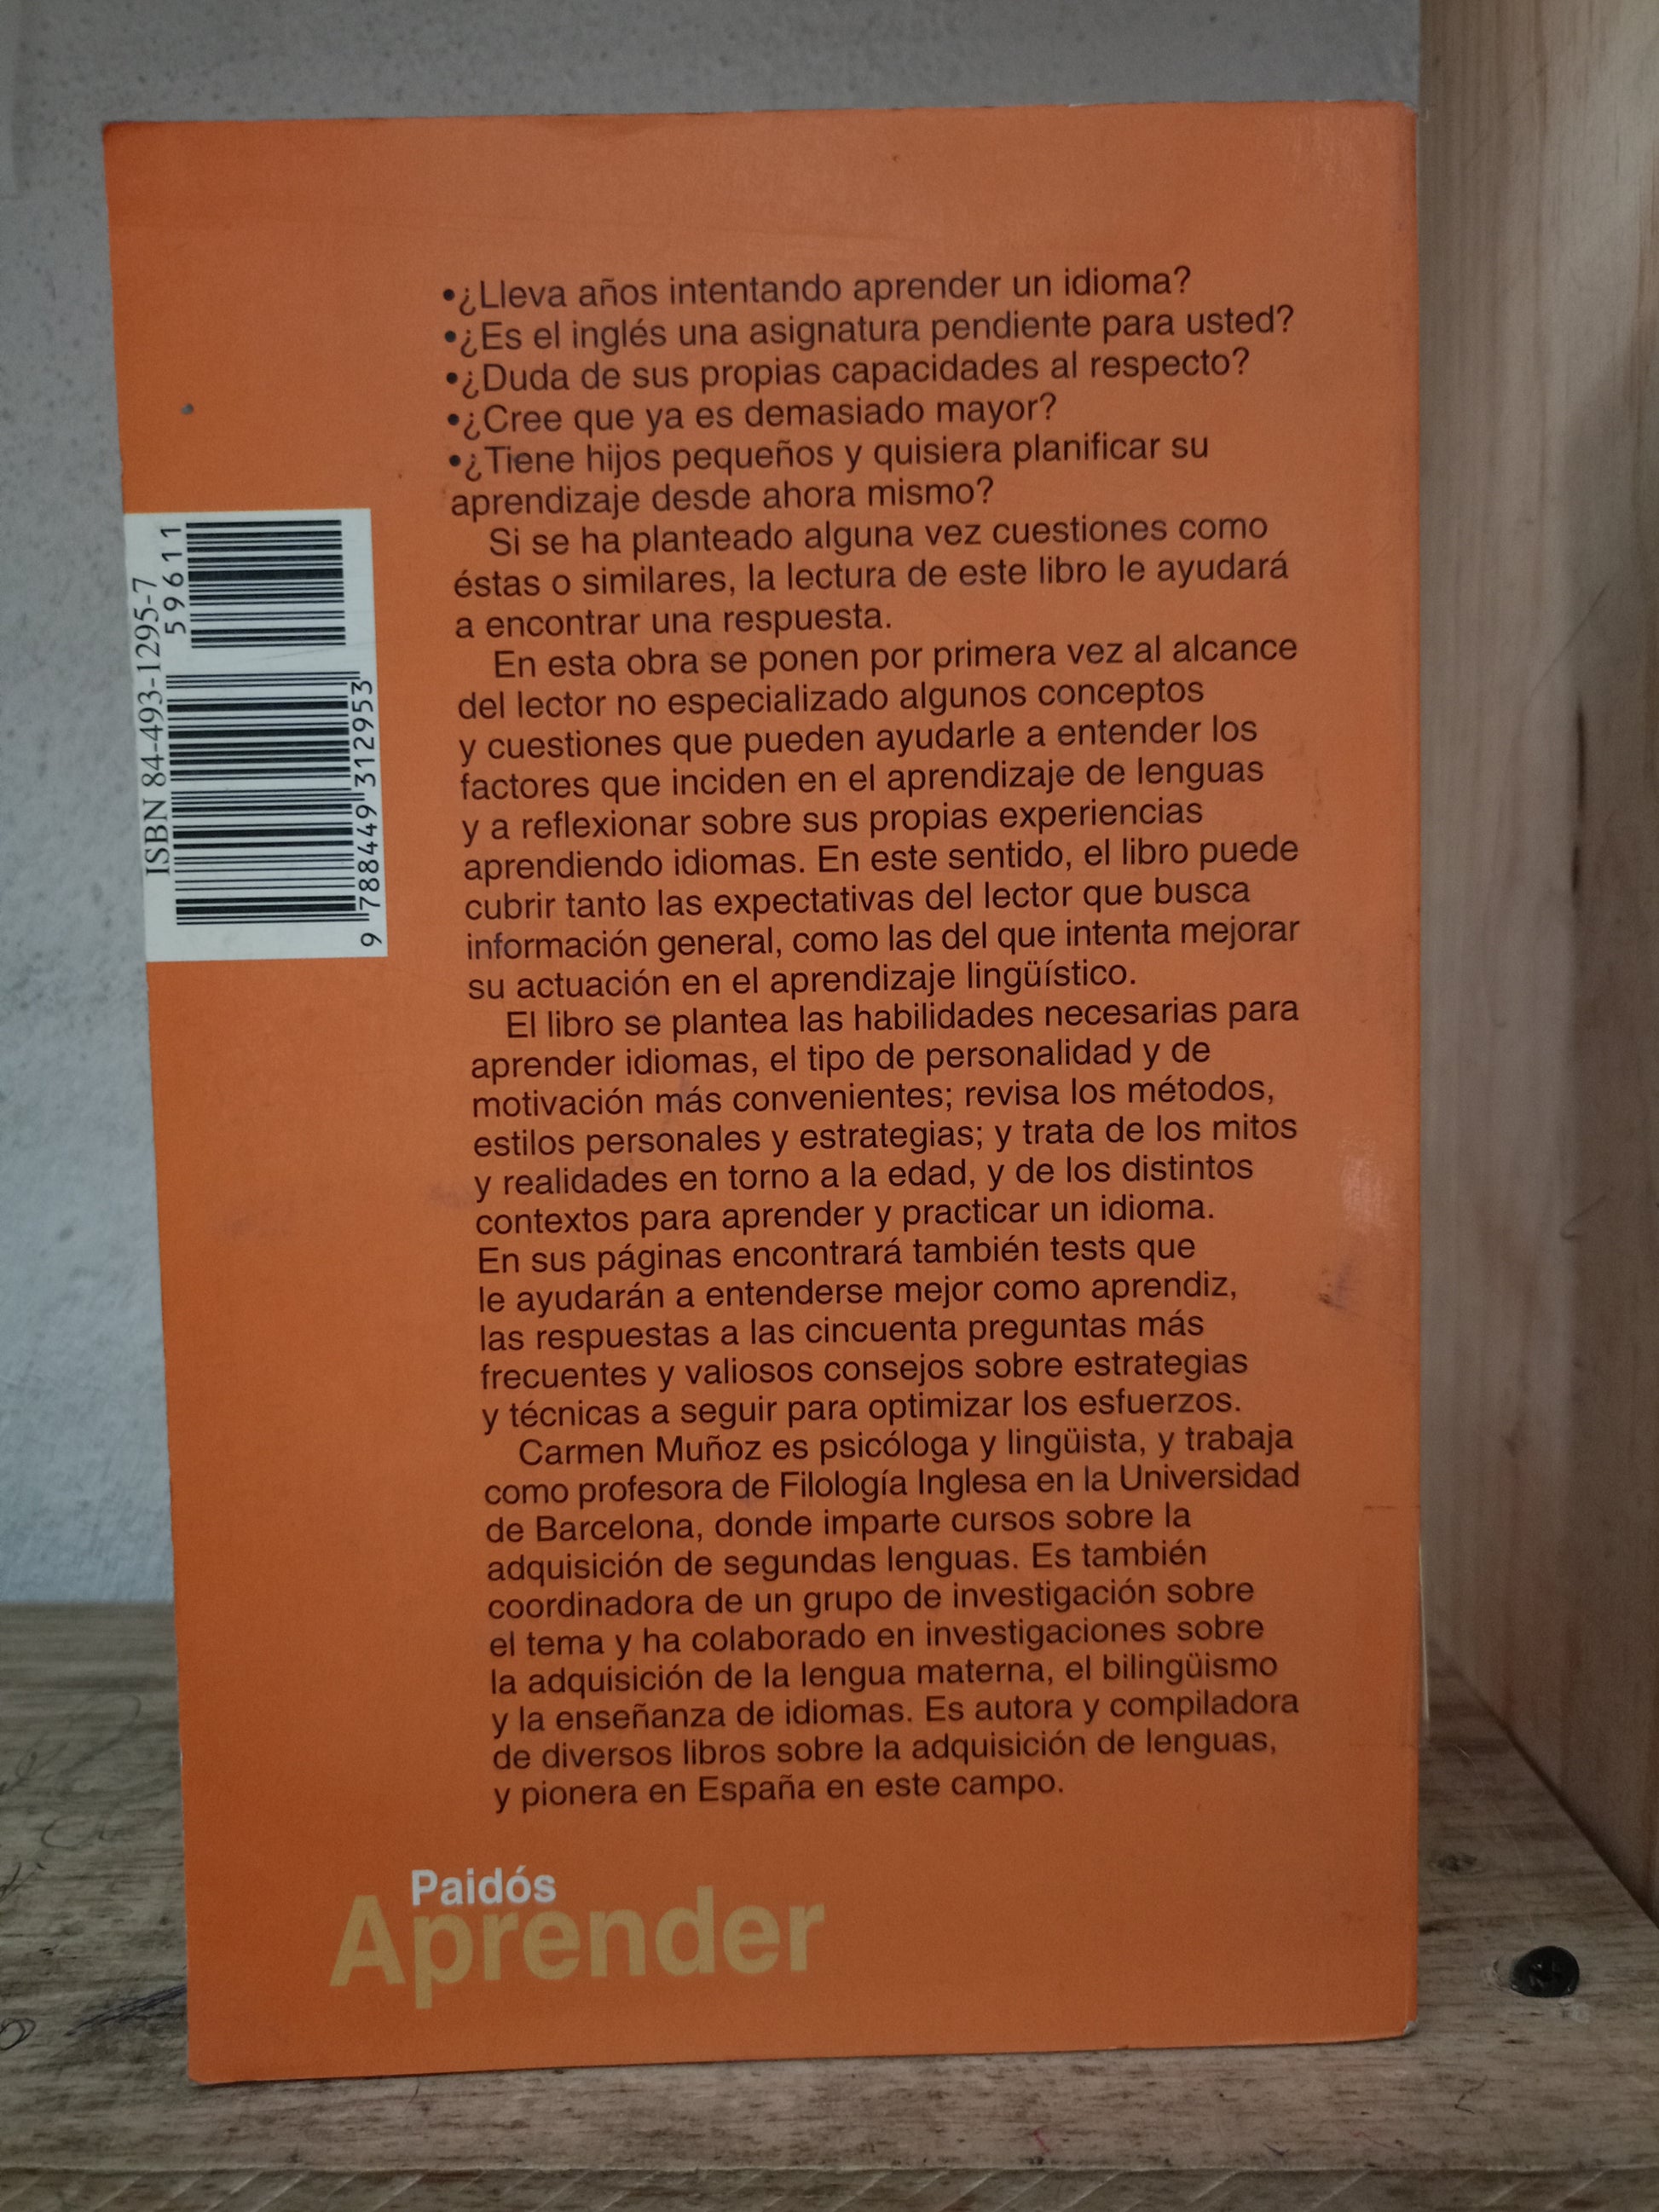 •¿Lleva años intentando aprender un idioma?
•¿Es el inglés una asignatura pendiente para usted?
•¿Duda de sus propias capacidades al respecto?
•¿Cree que ya es demasiado mayor?
•¿Tiene hijos pequeños y quisiera planificar su
aprendizaje desde ahora mismo?
Si se ha planteado alguna vez cuestiones como
éstas o similares, la lectura de este libro le ayudará
a encontrar una respuesta.
En esta obra se ponen por primera vez al alcance
del lector no especializado algunos conceptos
y cuestiones que pueden ayudarle a entender los
factores que inciden en el aprendizaje de lenguas
y a reflexionar sobre sus propias experiencias
aprendiendo idiomas. En este sentido, el libro puede
cubrir tanto las expectativas del lector que busca
información general, como las del que intenta mejorar
su actuación en el aprendizaje lingüístico.
El libro se plantea las habilidades necesarias para
aprender idiomas, el tipo de personalidad y de
motivación más convenientes; revisa los métodos,
estilos personales y estrategias; y trata de los mitos
y realidades en torno a la edad, y de los distintos
contextos para aprender y practicar un idioma.
En sus páginas encontrará también tests que
le ayudarán a entenderse mejor como aprendiz,
las respuestas a las cincuenta preguntas más
frecuentes y valiosos consejos sobre estrategias
y técnicas a seguir para optimizar los esfuerzos.
Carmen Muñoz es psicóloga y lingüista, y trabaja
como profesora de Filología Inglesa en la Universidad
de Barcelona, donde imparte cursos sobre la
adquisición de segundas lenguas. Es también
coordinadora de un grupo de investigación sobre
el tema y ha colaborado en investigaciones sobre
la adquisición de la lengua materna, el bilingüismo
y la enseñanza de idiomas. Es autora y compiladora
de diversos libros sobre la adquisición de lenguas,
y pionera en España en este campo.
ISBN 84-493-1295-7
59611
9 788449 312953
Paidós
Aprender